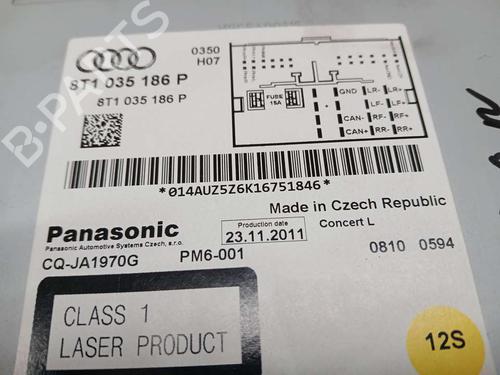 0350
H07
8T1 035 186 P
8T1 035 186 P
FUSE
15A
GND
LR- LR+
LF- LF+
CAN- RF- RF+
CAN+ RR- RR+
*014AUZ5Z6K16751846*
Made in Czech Republic
Panasonic
Panasonic Automotive Systems Czech, s.r.o.
Production date
23.11.2011
Concert L
CQ-JA1970G
PM6-001
0810 0594
CLASS 1
LASER PRODUCT
12S
B-PARTS